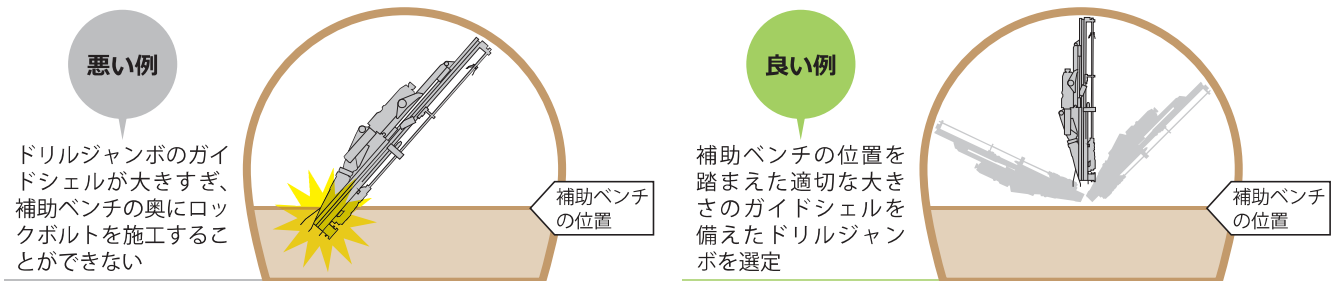 悪い例
ドリルジャンボのガイ
ドシェルが大きすぎ、
補助ベンチの奥にロッ
クボルトを施工するこ
とができない
補助ベンチ
の位置
良い例
補助ベンチの位置を
踏まえた適切な大き
さのガイドシェルを
備えたドリルジャン
ボを選定
補助ベンチ
の位置